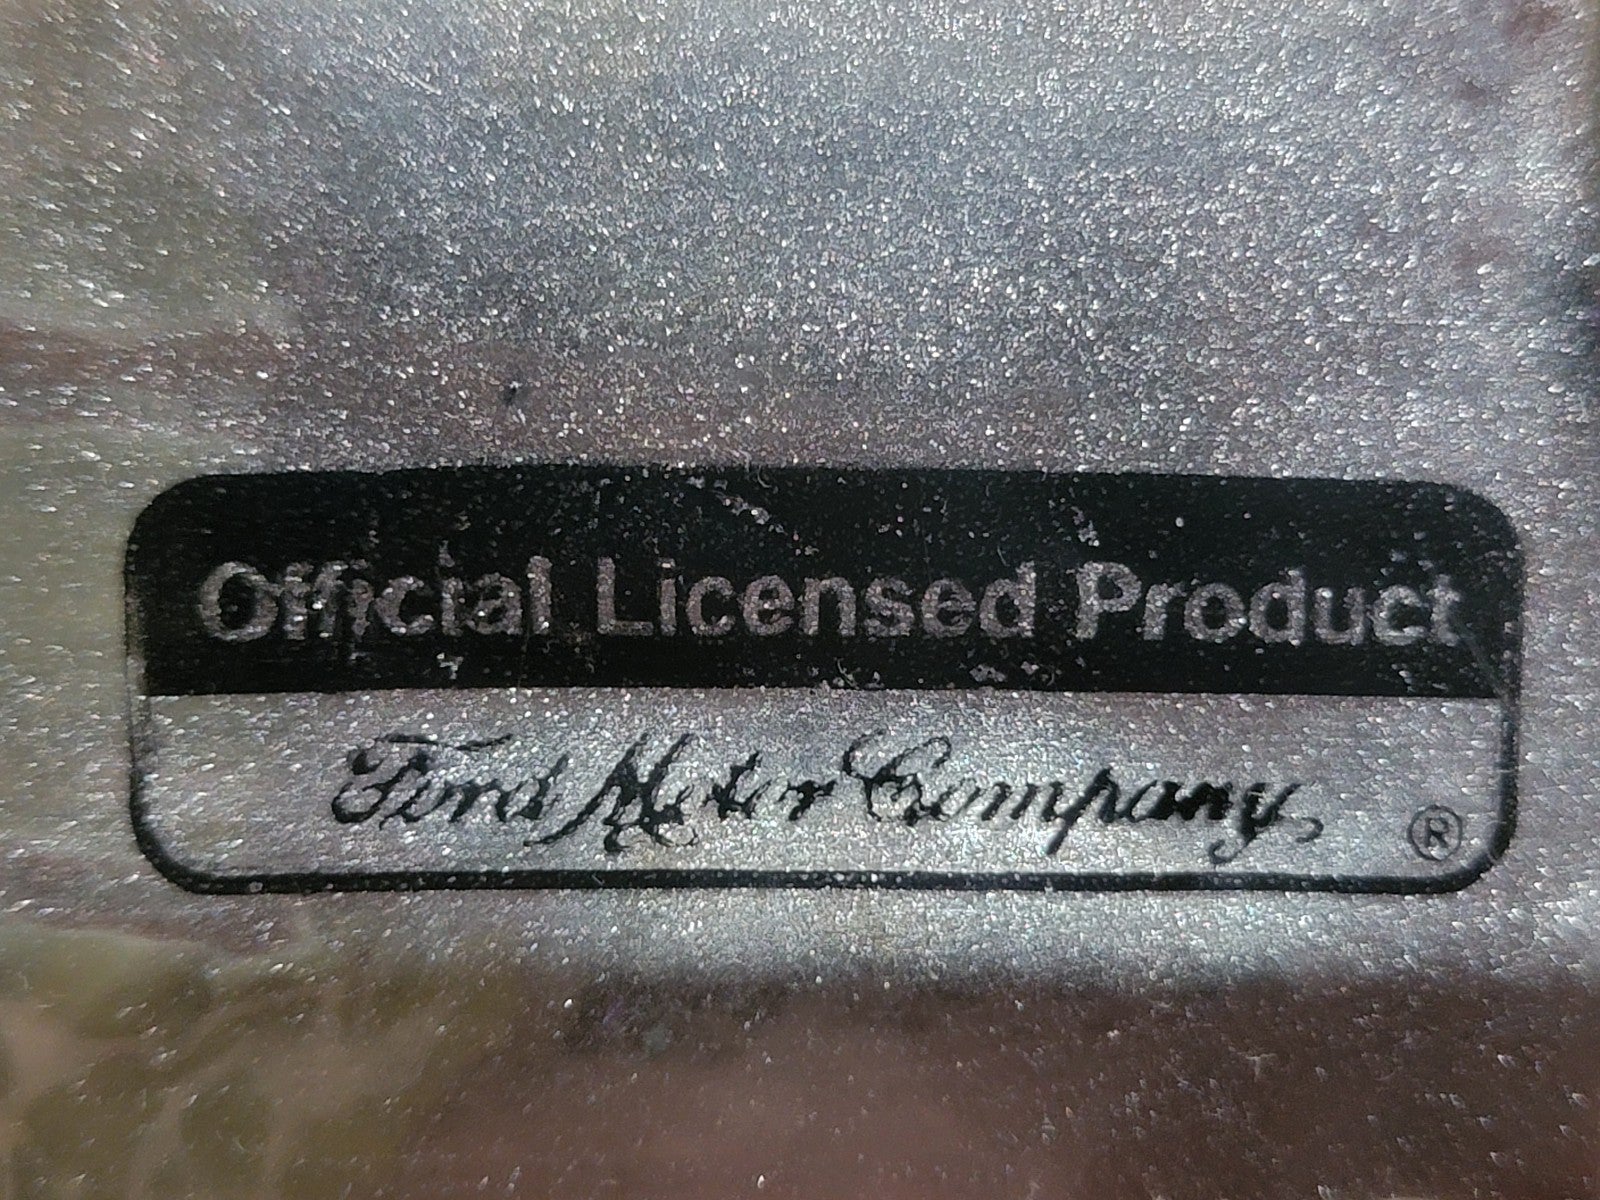 Official Licensed Product
Ford Motor Company
®